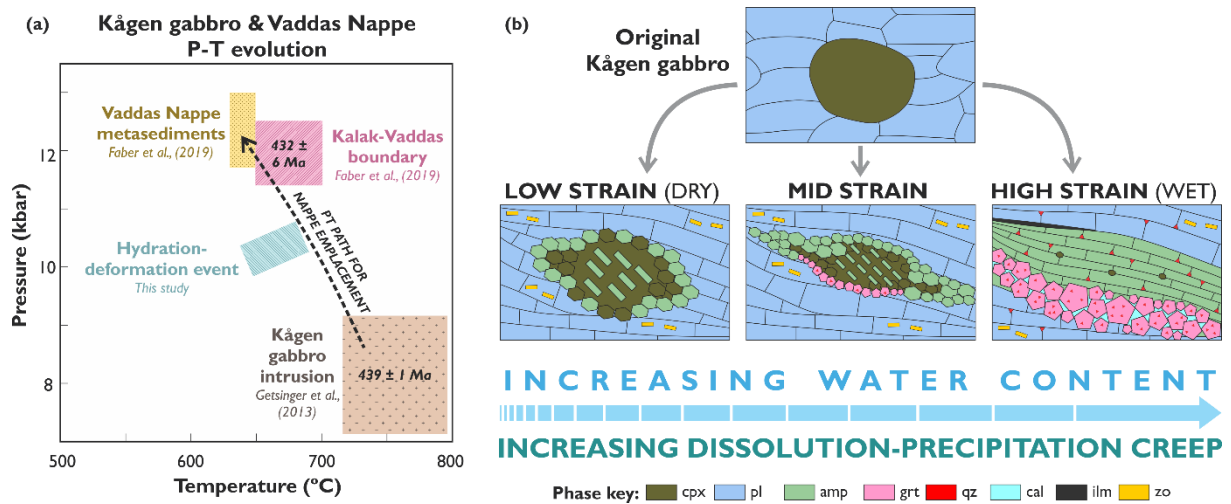 (a)
Kågen gabbro & Vaddas Nappe
P-T evolution
Pressure (kbar)
12
10
8
Vaddas Nappe
metasediments
Faber et al., (2019)
432 ±
6 Ma
Kalak-Vaddas
boundary
Faber et al., (2019)
Hydration-
deformation event
This study
PT PATH FOR
NAPPE EMPLACEMENT
Kågen
gabbro
intrusion
Getsinger et al.,
(2013)
439 ± 1 Ma
500
600
700
800
Temperature (ºC)
(b)
Original
Kågen gabbro
LOW STRAIN (DRY)
MID STRAIN
HIGH STRAIN (WET)
INCREASING WATER CONTENT
INCREASING DISSOLUTION-PRECIPITATION CREEP
Phase key: cpx pl amp grt qz cal ilm zo